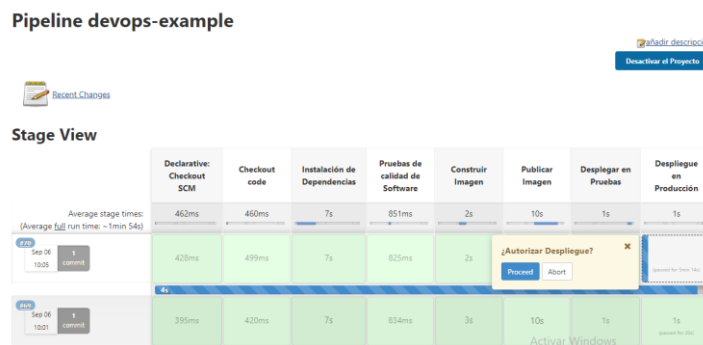 Pipeline devops-example
añadir descripci
Desactivar el Proyecto
Recent Changes
Stage View
Declarative: Checkout SCM
Checkout code
Instalación de Dependencias
Pruebas de calidad de Software
Construir Imagen
Publicar Imagen
Desplegar en Pruebas
Despliegue en Producción
Average stage times:
(Average full run time: ~1min 54s)
462ms
460ms
7s
851ms
2s
10s
1s
1s
#70
Sep 06
10:05
1
commit
428ms
499ms
7s
825ms
2s
¿Autorizar Despliegue?
Proceed
Abort
4s
#69
Sep 06
10:01
1
commit
395ms
420ms
7s
834ms
3s
10s
1s
1s
Activar Windows